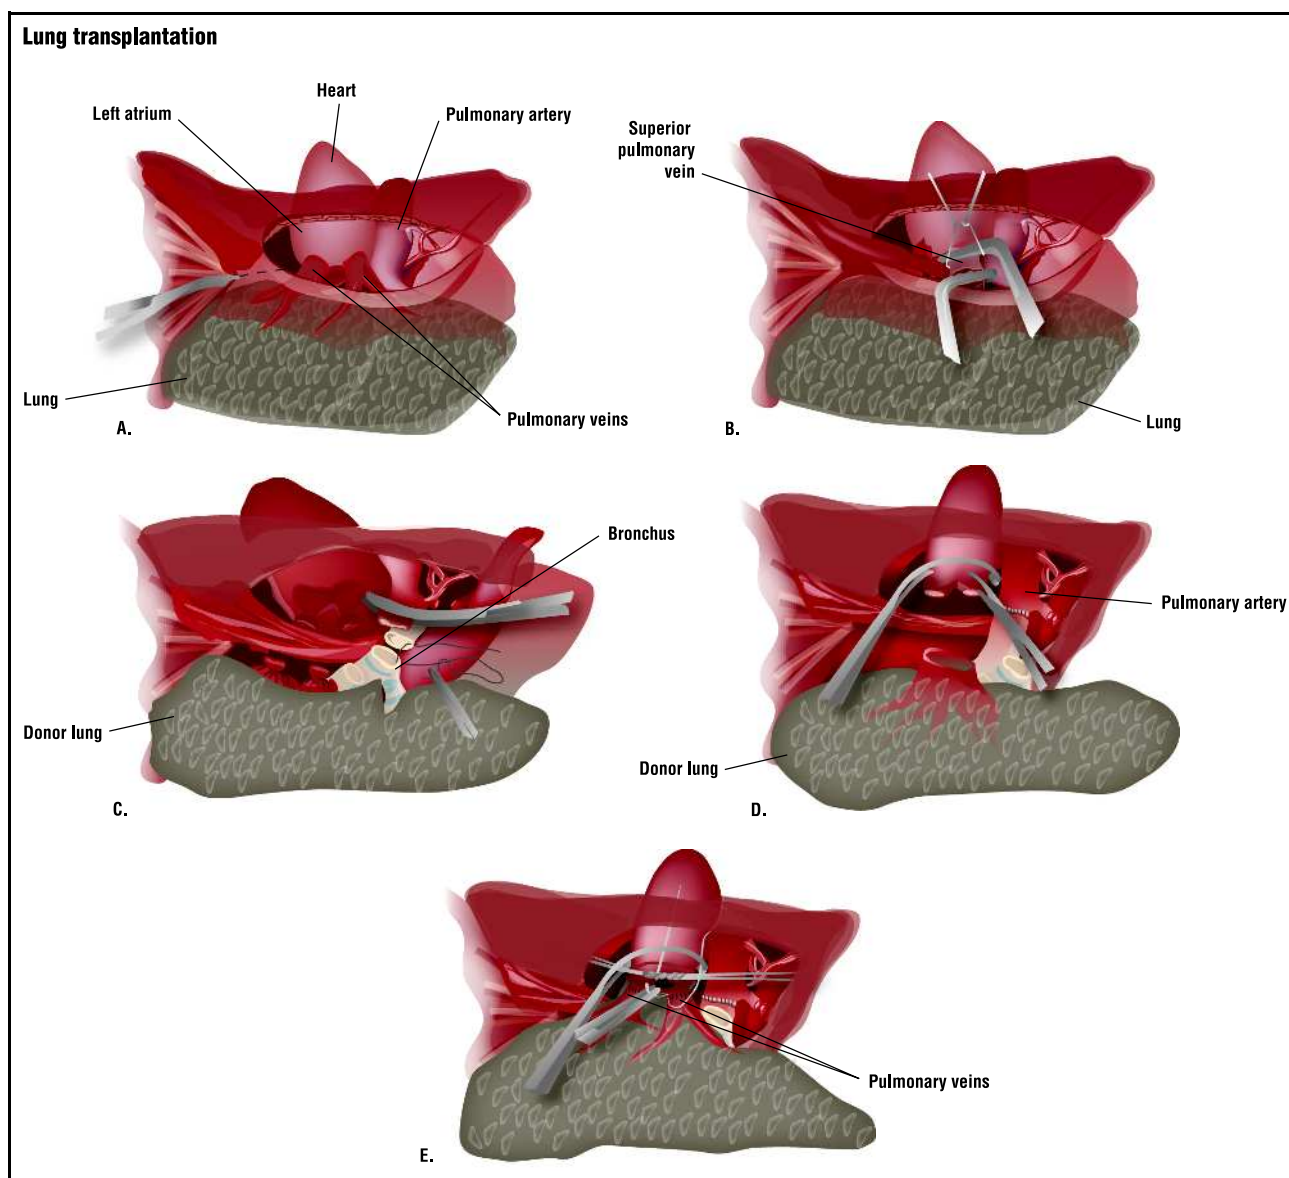 Lung transplantation
Heart
Left atrium
Pulmonary artery
Lung
Pulmonary veins
A.
Superior
pulmonary
vein
Lung
B.
Bronchus
Donor lung
C.
Pulmonary artery
Donor lung
D.
Pulmonary veins
E.